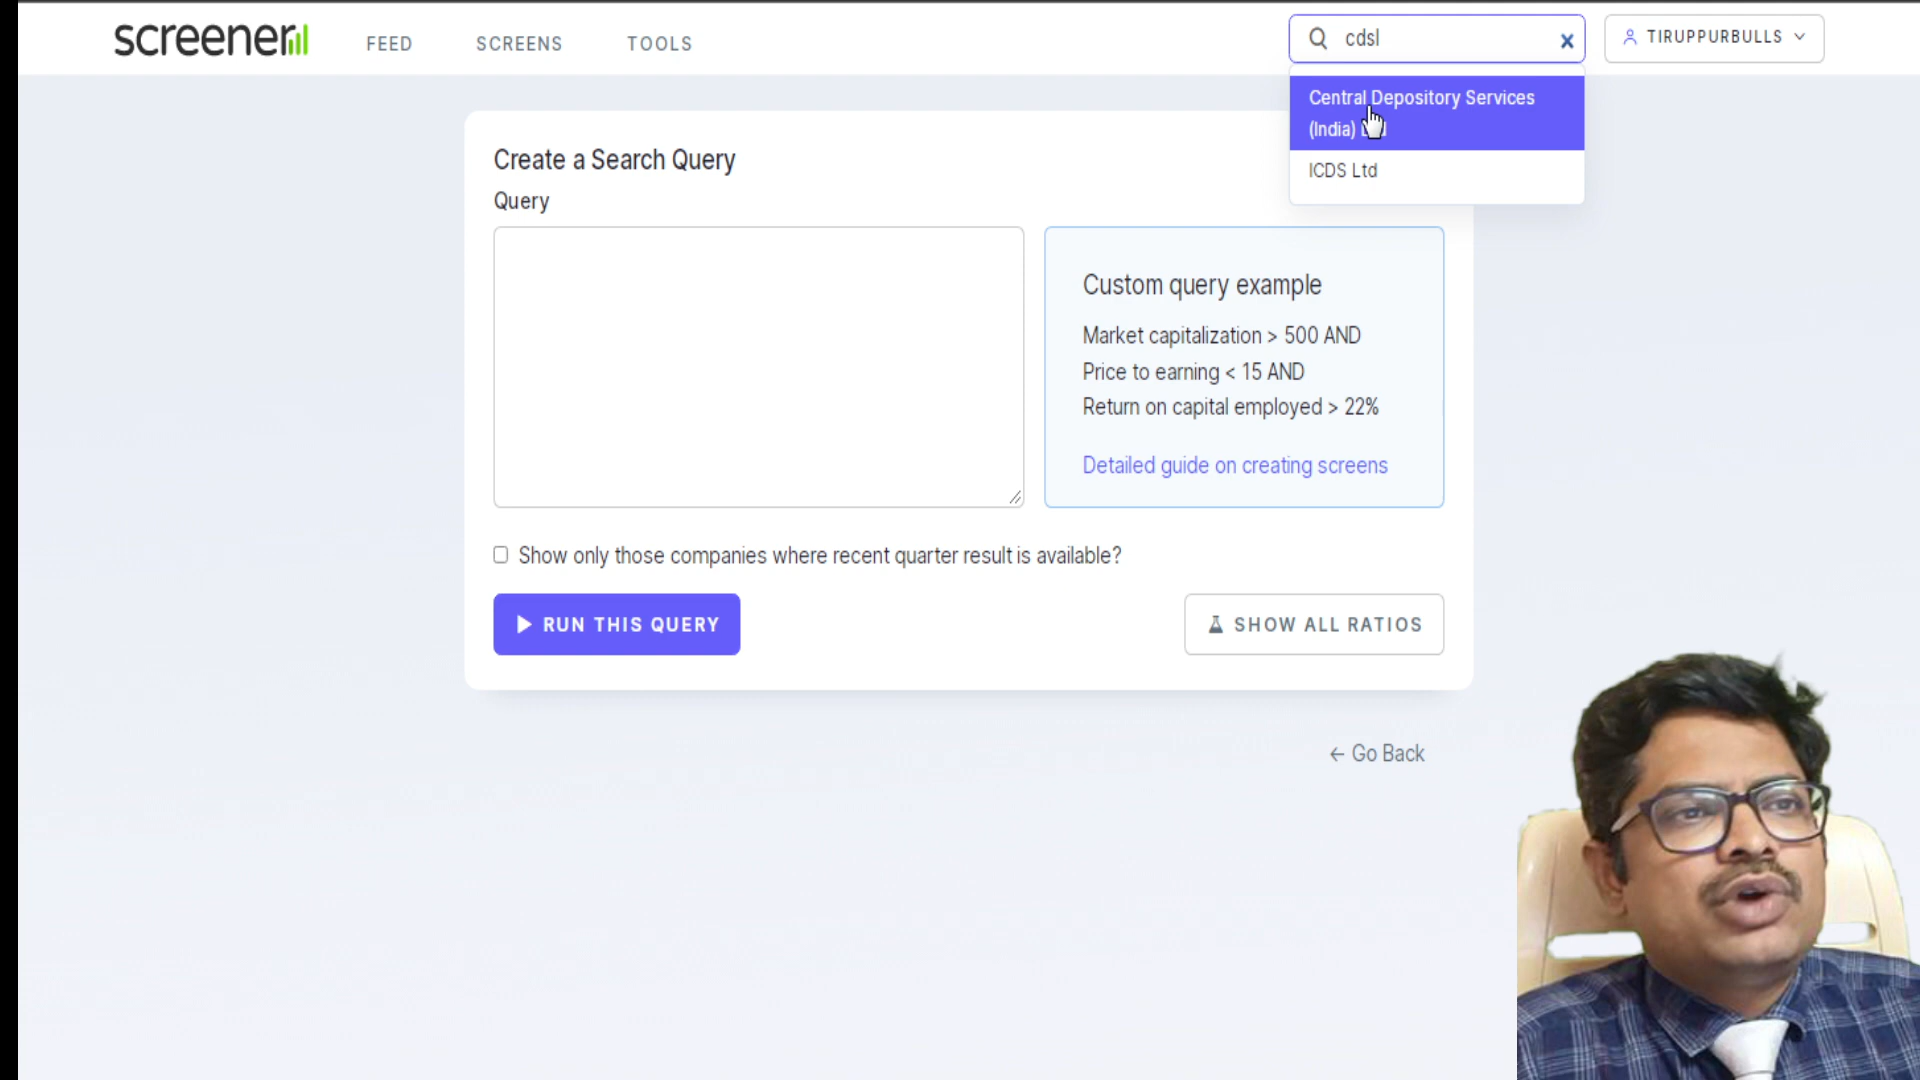 screener
FEED
SCREENS
TOOLS
cdsl
x
TIRUPPURBULLS
Central Depository Services
(India)
ICDS Ltd
Create a Search Query
Query
Custom query example
Market capitalization > 500 AND
Price to earning < 15 AND
Return on capital employed > 22%
Detailed guide on creating screens
Show only those companies where recent quarter result is available?
RUN THIS QUERY
SHOW ALL RATIOS
← Go Back